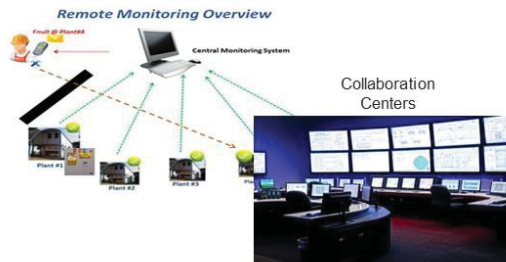 Remote Monitoring Overview
Fault @ Plant#4
Central Monitoring System
Collaboration
Centers
Plant #1
Plant #2
Plant #3